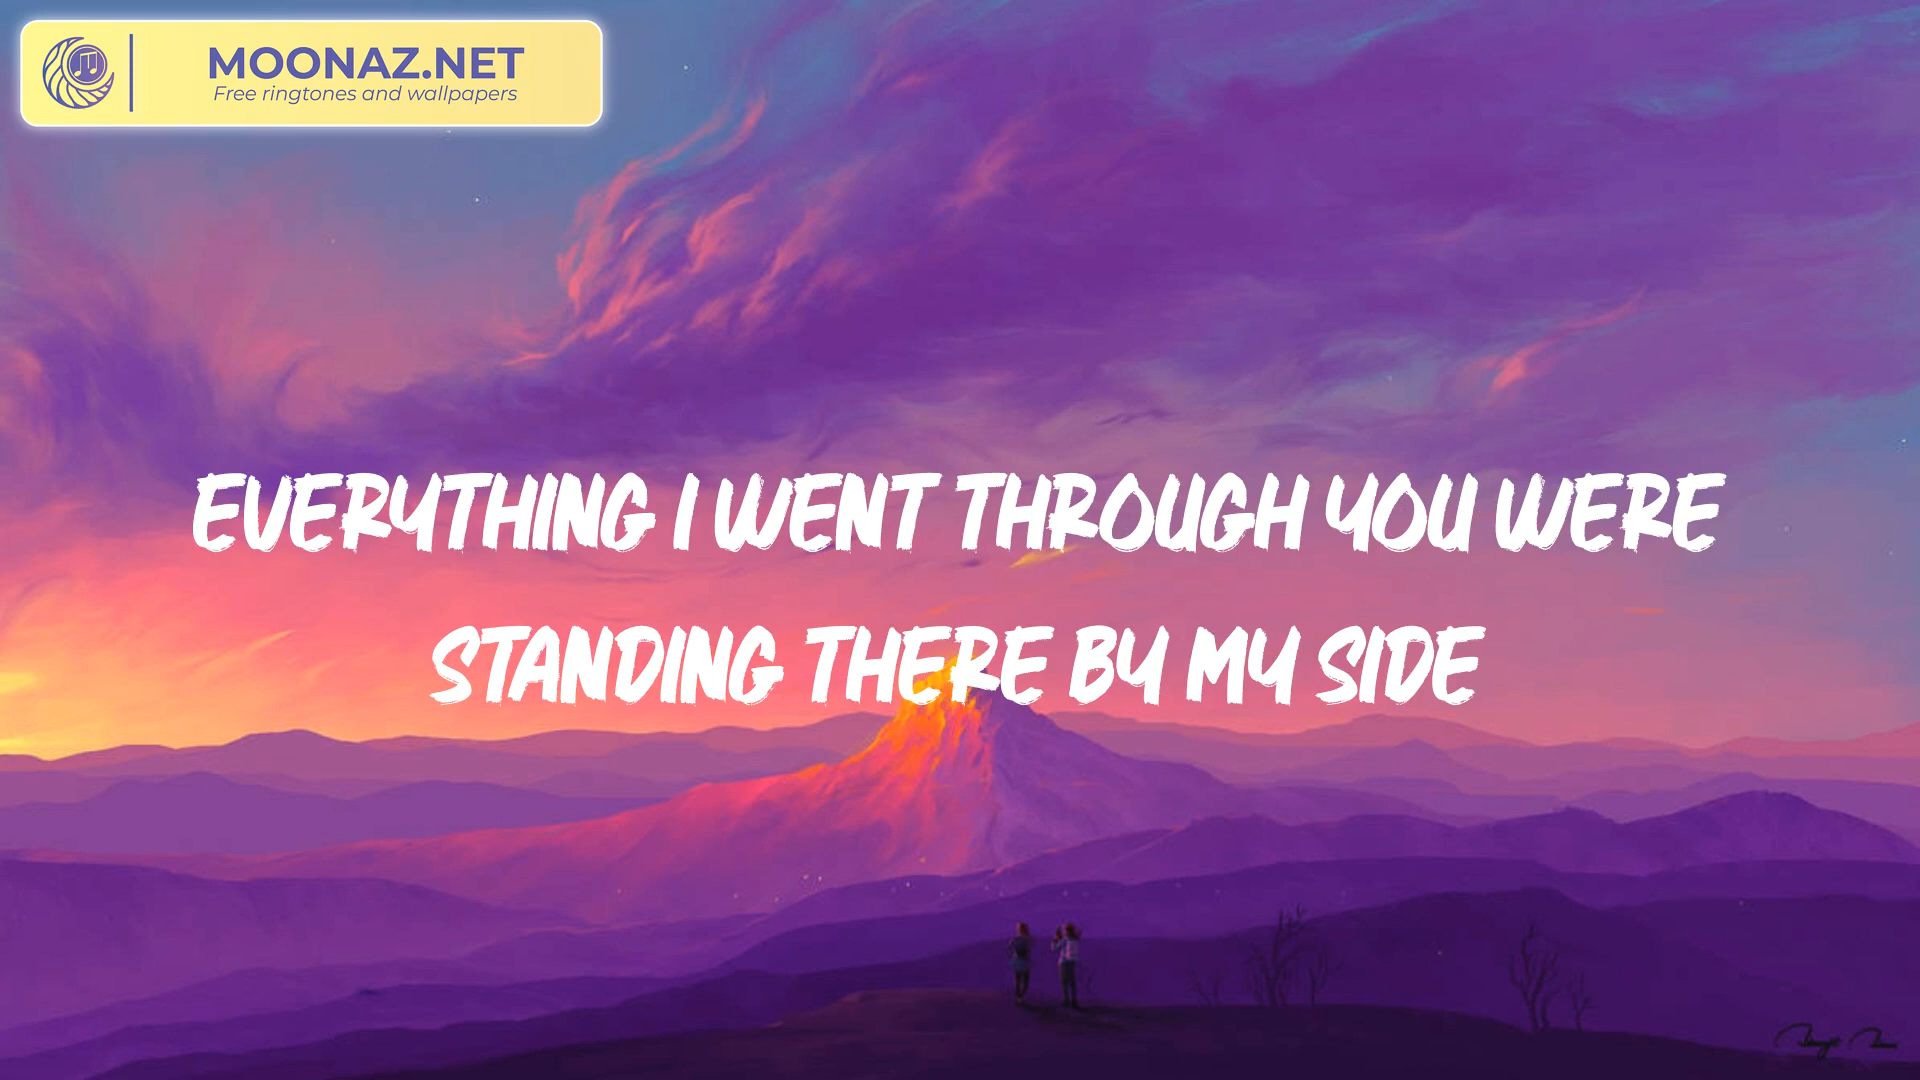 MOONAZ.NET
Free ringtones and wallpapers
EVERYTHING I WENT THROUGH YOU WERE
STANDING THERE BY MY SIDE